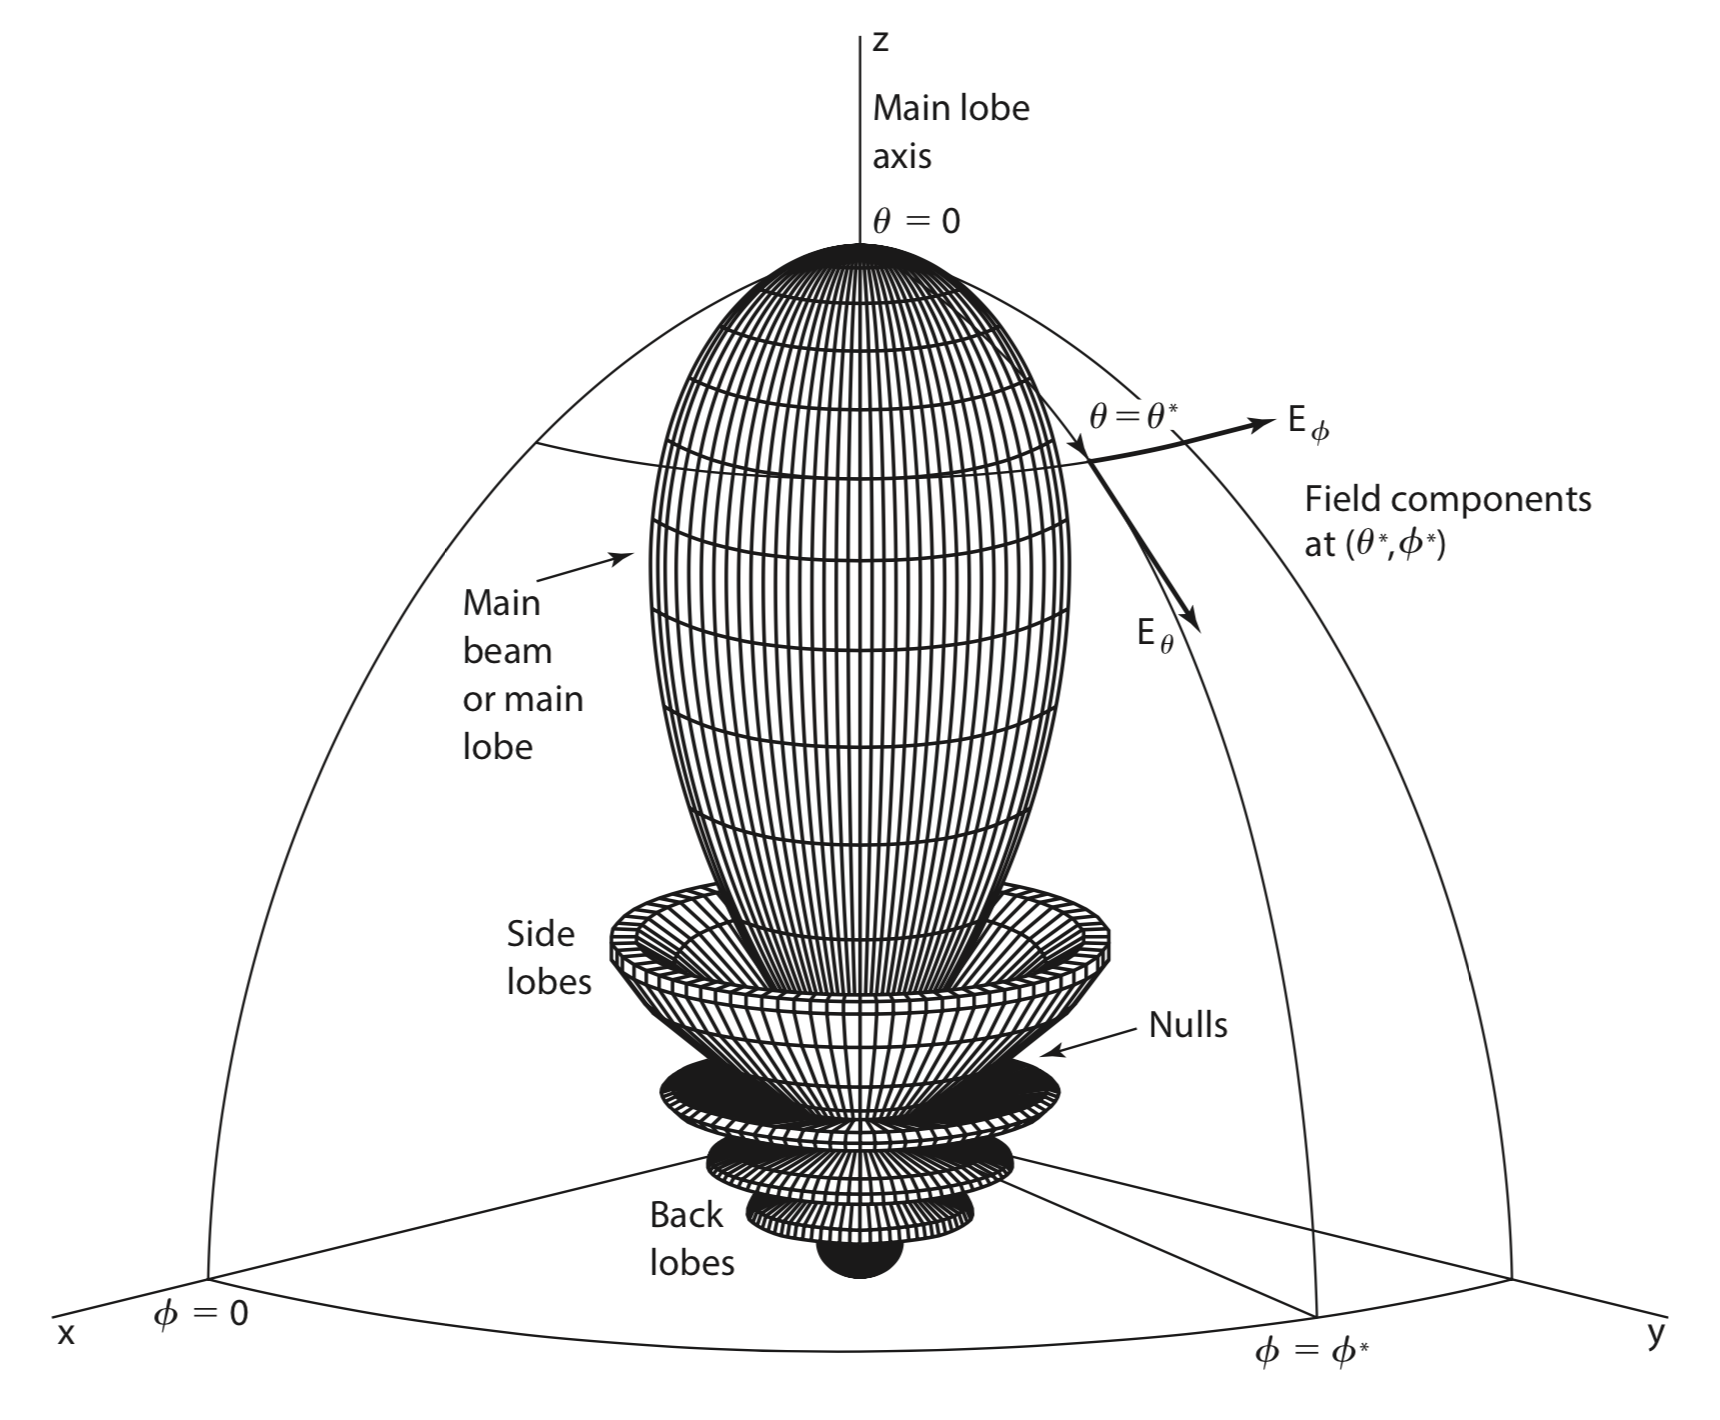 z
Main lobe
axis
θ = 0
θ = θ*
E_ϕ
Field components
at (θ*,ϕ*)
E_θ
Main
beam
or main
lobe
Side
lobes
Nulls
Back
lobes
ϕ = 0
x
y
ϕ = ϕ*